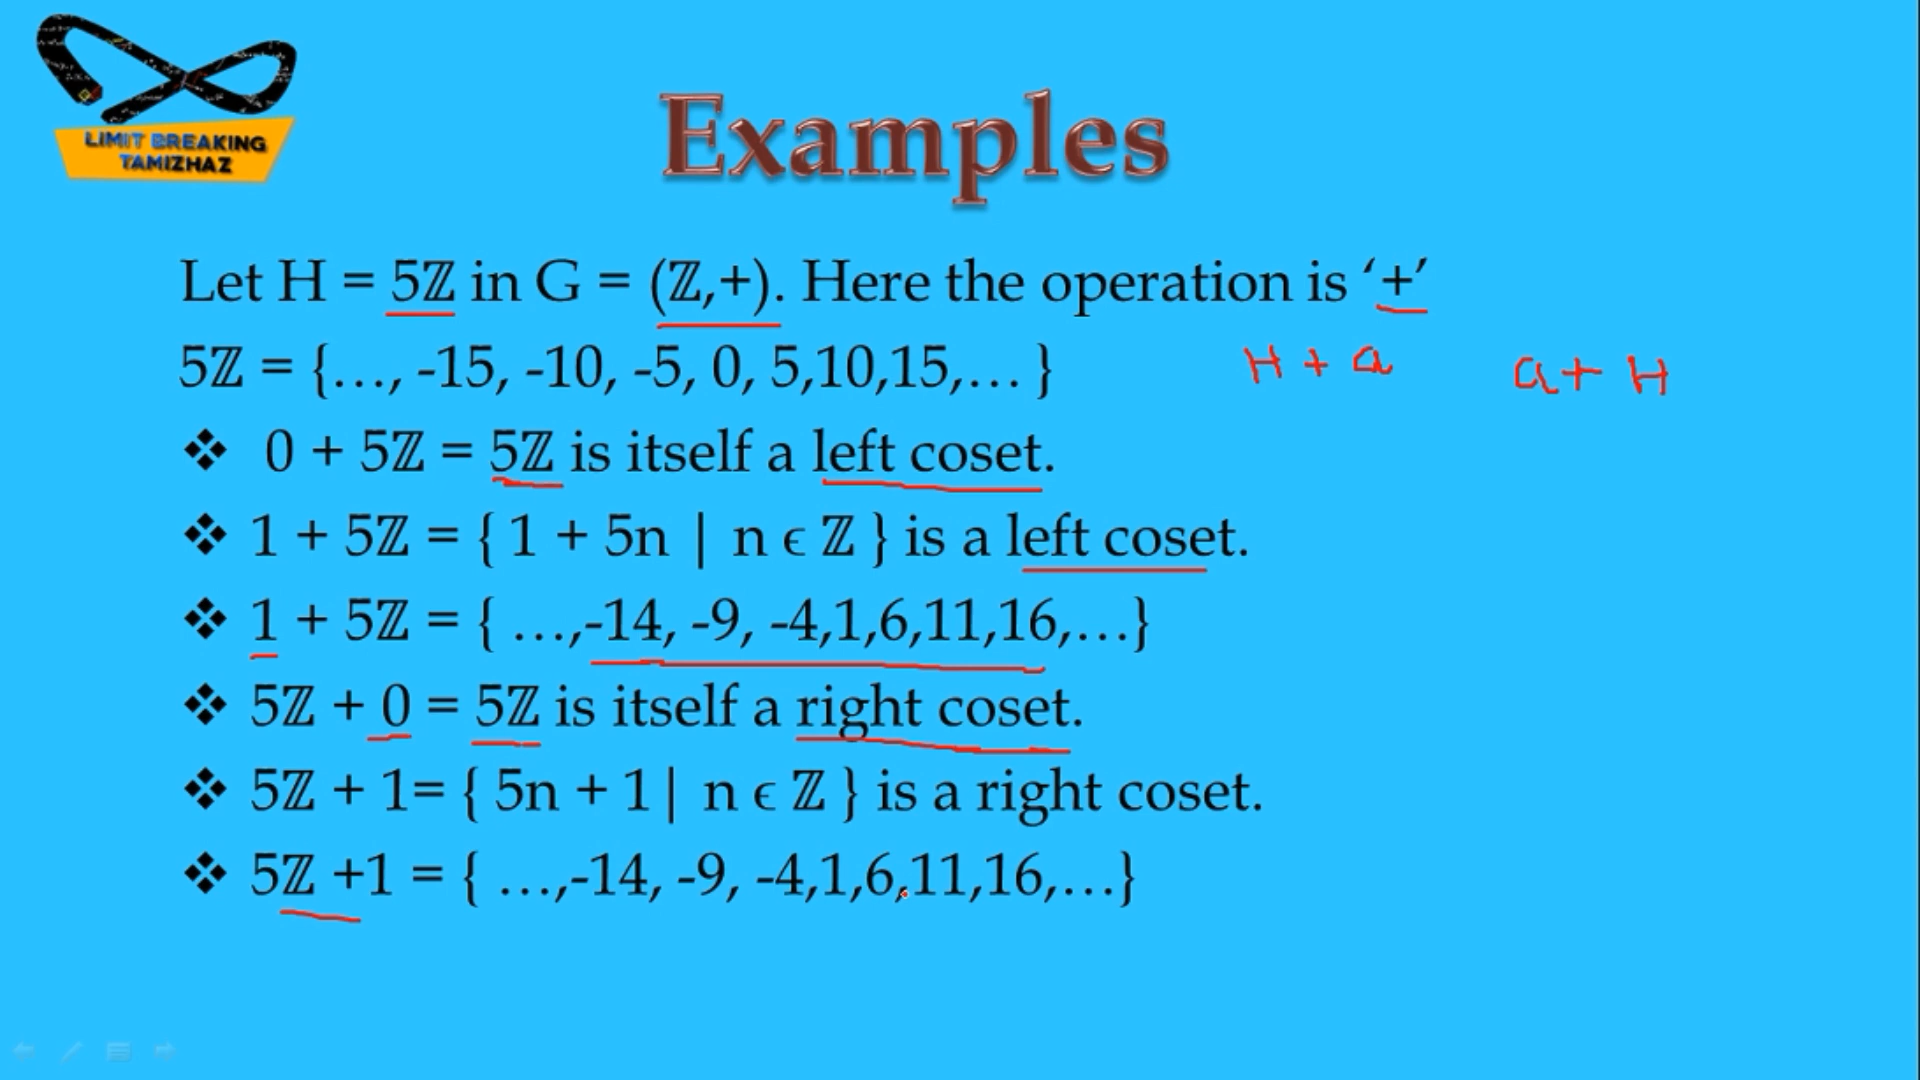 LIMIT BREAKING
TAMIZHAZ
Examples
Let H = 5ℤ in G = (ℤ,+). Here the operation is ‘+’
5ℤ = {…, -15, -10, -5, 0, 5,10,15,… }
H + a a + H
❖ 0 + 5ℤ = 5ℤ is itself a left coset.
❖ 1 + 5ℤ = { 1 + 5n | n ϵ ℤ } is a left coset.
❖ 1 + 5ℤ = { …,-14, -9, -4,1,6,11,16,…}
❖ 5ℤ + 0 = 5ℤ is itself a right coset.
❖ 5ℤ + 1= { 5n + 1 | n ϵ ℤ } is a right coset.
❖ 5ℤ +1 = { …,-14, -9, -4,1,6,11,16,…}